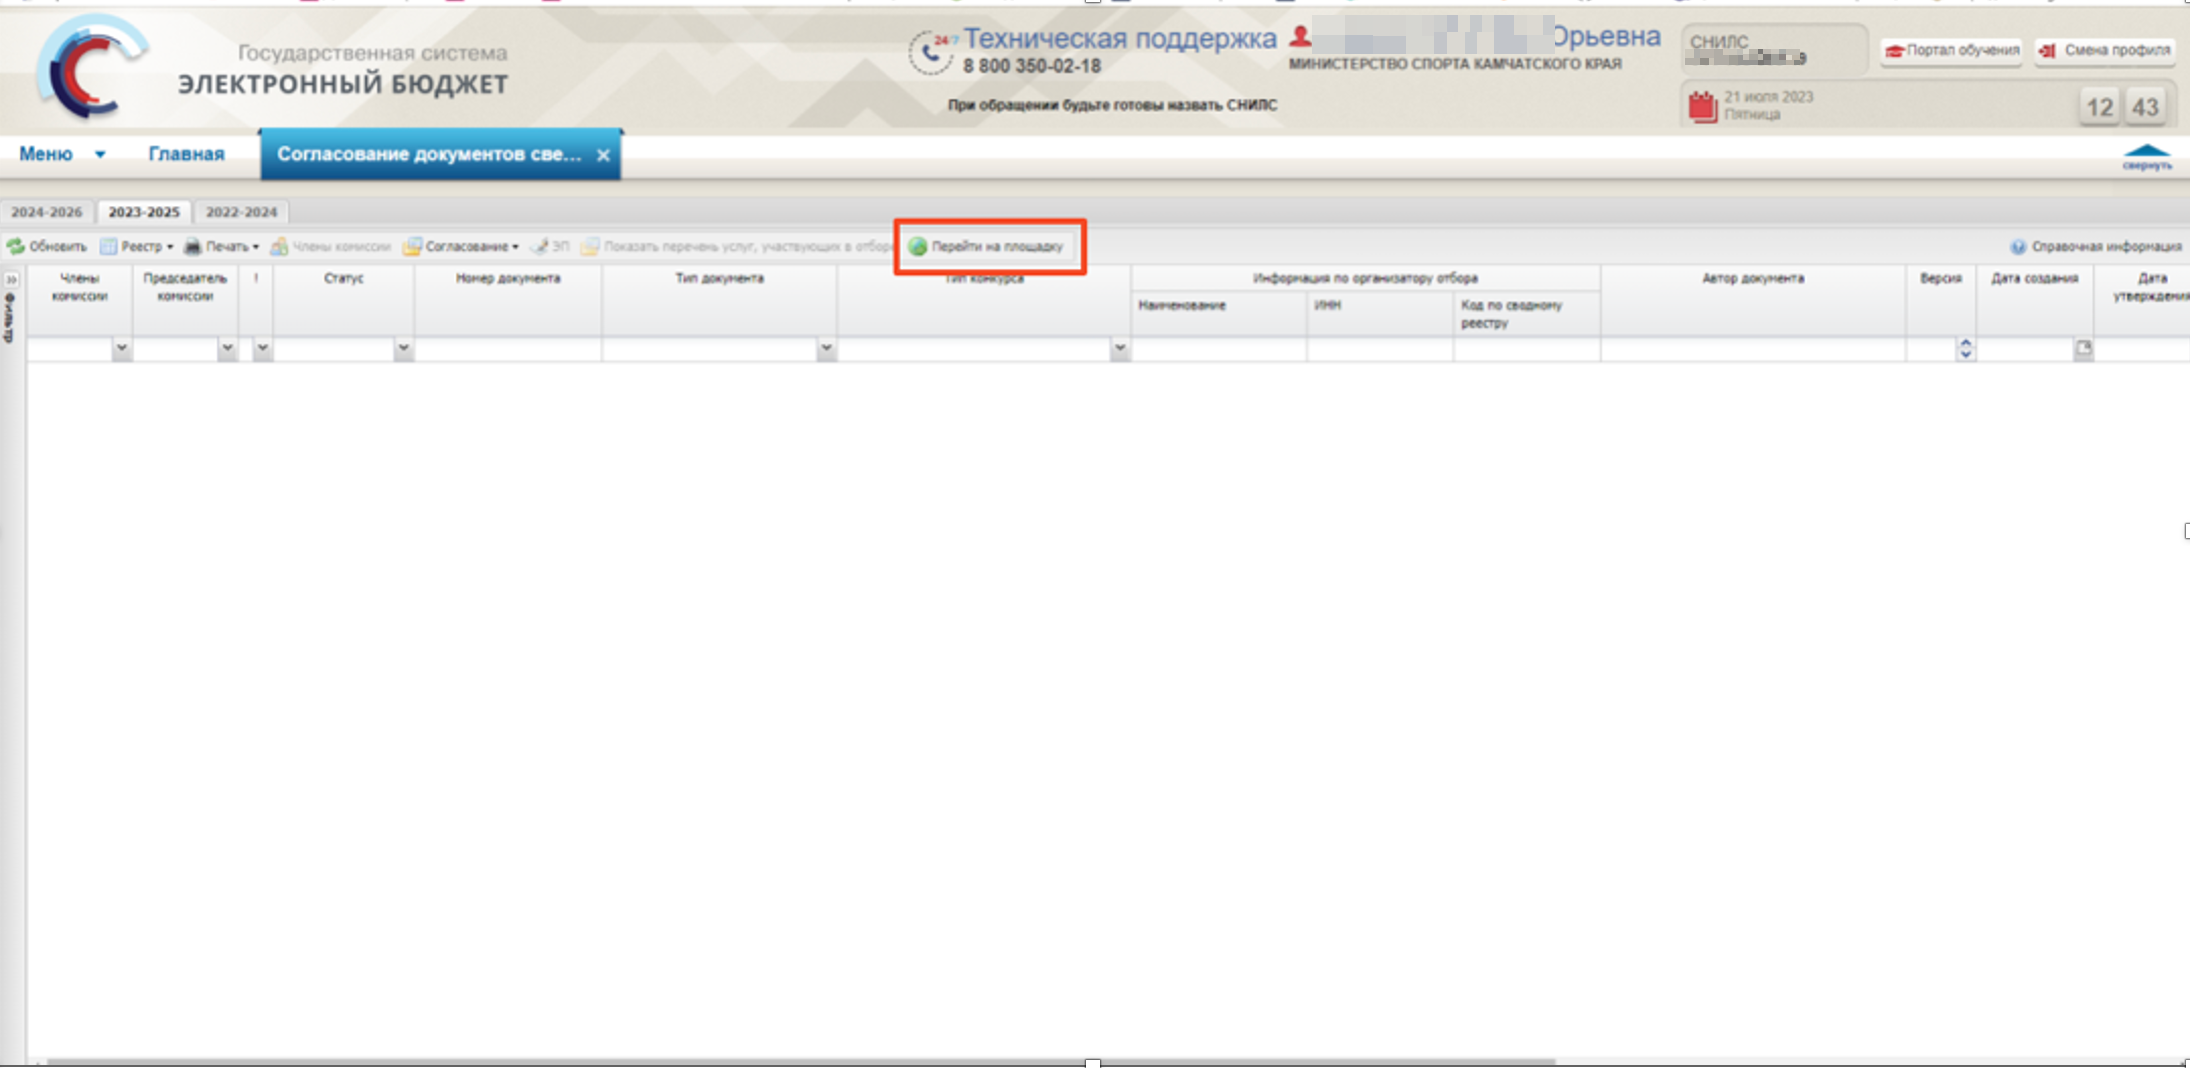 Государственная система
ЭЛЕКТРОННЫЙ БЮДЖЕТ
24/7 Техническая поддержка
8 800 350-02-18
При обращении будьте готовы назвать СНИЛС
Юрьевна
МИНИСТЕРСТВО СПОРТА КАМЧАТСКОГО КРАЯ
СНИЛС
Портал обучения
Смена профиля
21 июля 2023
Пятница
12 43
Меню Главная Согласование документов све... ×
свернуть
2024-2026 2023-2025 2022-2024
Обновить Реестр Печать Члены комиссии Согласование ЭП Показать перечень услуг, участвующих в отборе Перейти на площадку Справочная информация
Фильтр
Члены комиссии
Председатель комиссии
!
Статус
Номер документа
Тип документа
Тип конкурса
Информация по организатору отбора
Наименование
ИНН
Код по сводному реестру
Автор документа
Версия
Дата создания
Дата утверждения